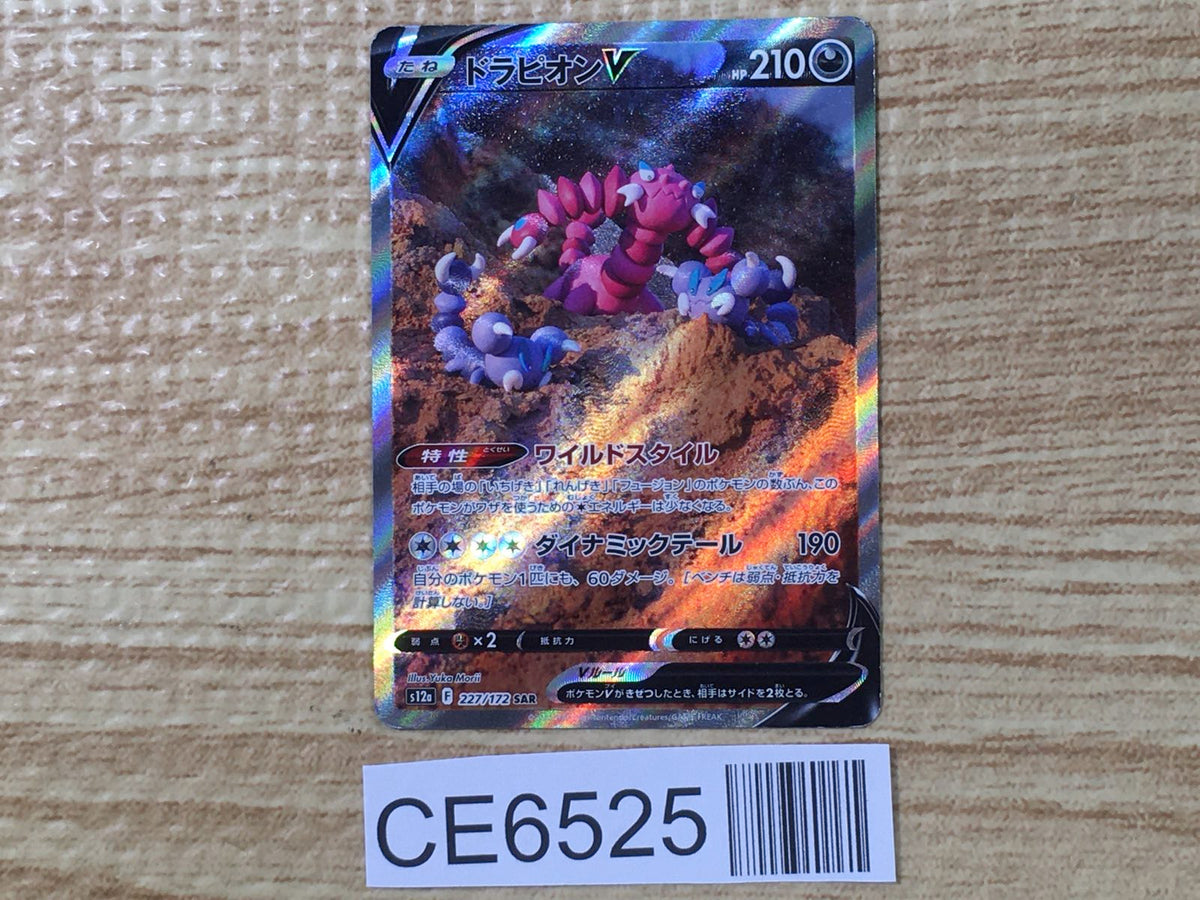 たね ドラピオンV HP 210
特性 とくせい ワイルドスタイル
相手の場の「いちげき」「れんげき」「フュージョン」のポケモンの数ぶん、この
ポケモンがワザを使うためのエネルギーは少なくなる。
ダイナミックテール 190
自分のポケモン1匹にも、60ダメージ。[ベンチは弱点・抵抗力を
計算しない。]
弱点 ×2 抵抗力 にげる
Illus. Yuka Morii
Vルール
s12a F 227/172 SAR
ポケモンVがきぜつしたとき、相手はサイドを2枚とる。
Nintendo/Creatures/GAME FREAK
CE6525